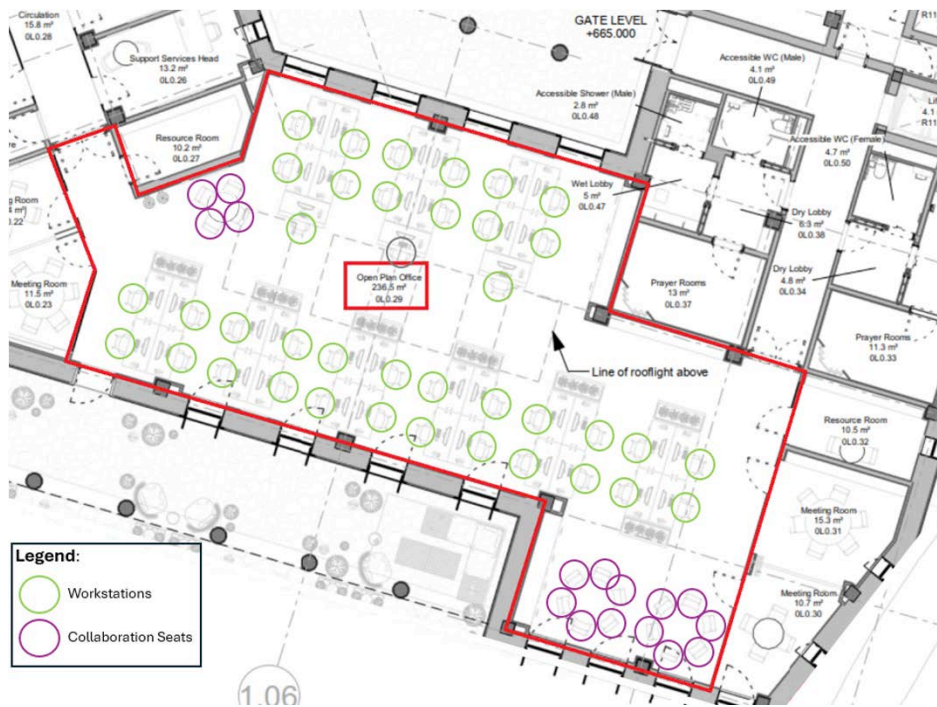 Circulation
15.8 m²
0L0.28
Support Services Head
13.2 m²
0L0.26
Resource Room
10.2 m²
0L0.27
GATE LEVEL
+665.000
Accessible WC (Male)
4.1 m²
0L0.49
Accessible Shower (Male)
2.8 m²
0L0.48
Accessible WC (Female)
4.7 m²
0L0.50
Wet Lobby
5 m²
0L0.47
Dry Lobby
6.3 m²
0L0.38
Dry Lobby
4.8 m²
0L0.34
Prayer Rooms
13 m²
0L0.37
Prayer Rooms
11.3 m²
0L0.33
Meeting Room
11.5 m²
0L0.23
Open Plan Office
236.5 m²
0L0.29
Line of rooflight above
Resource Room
10.5 m²
0L0.32
Meeting Room
15.3 m²
0L0.31
Meeting Room
10.7 m²
0L0.30
Legend:
Workstations
Collaboration Seats
1.06